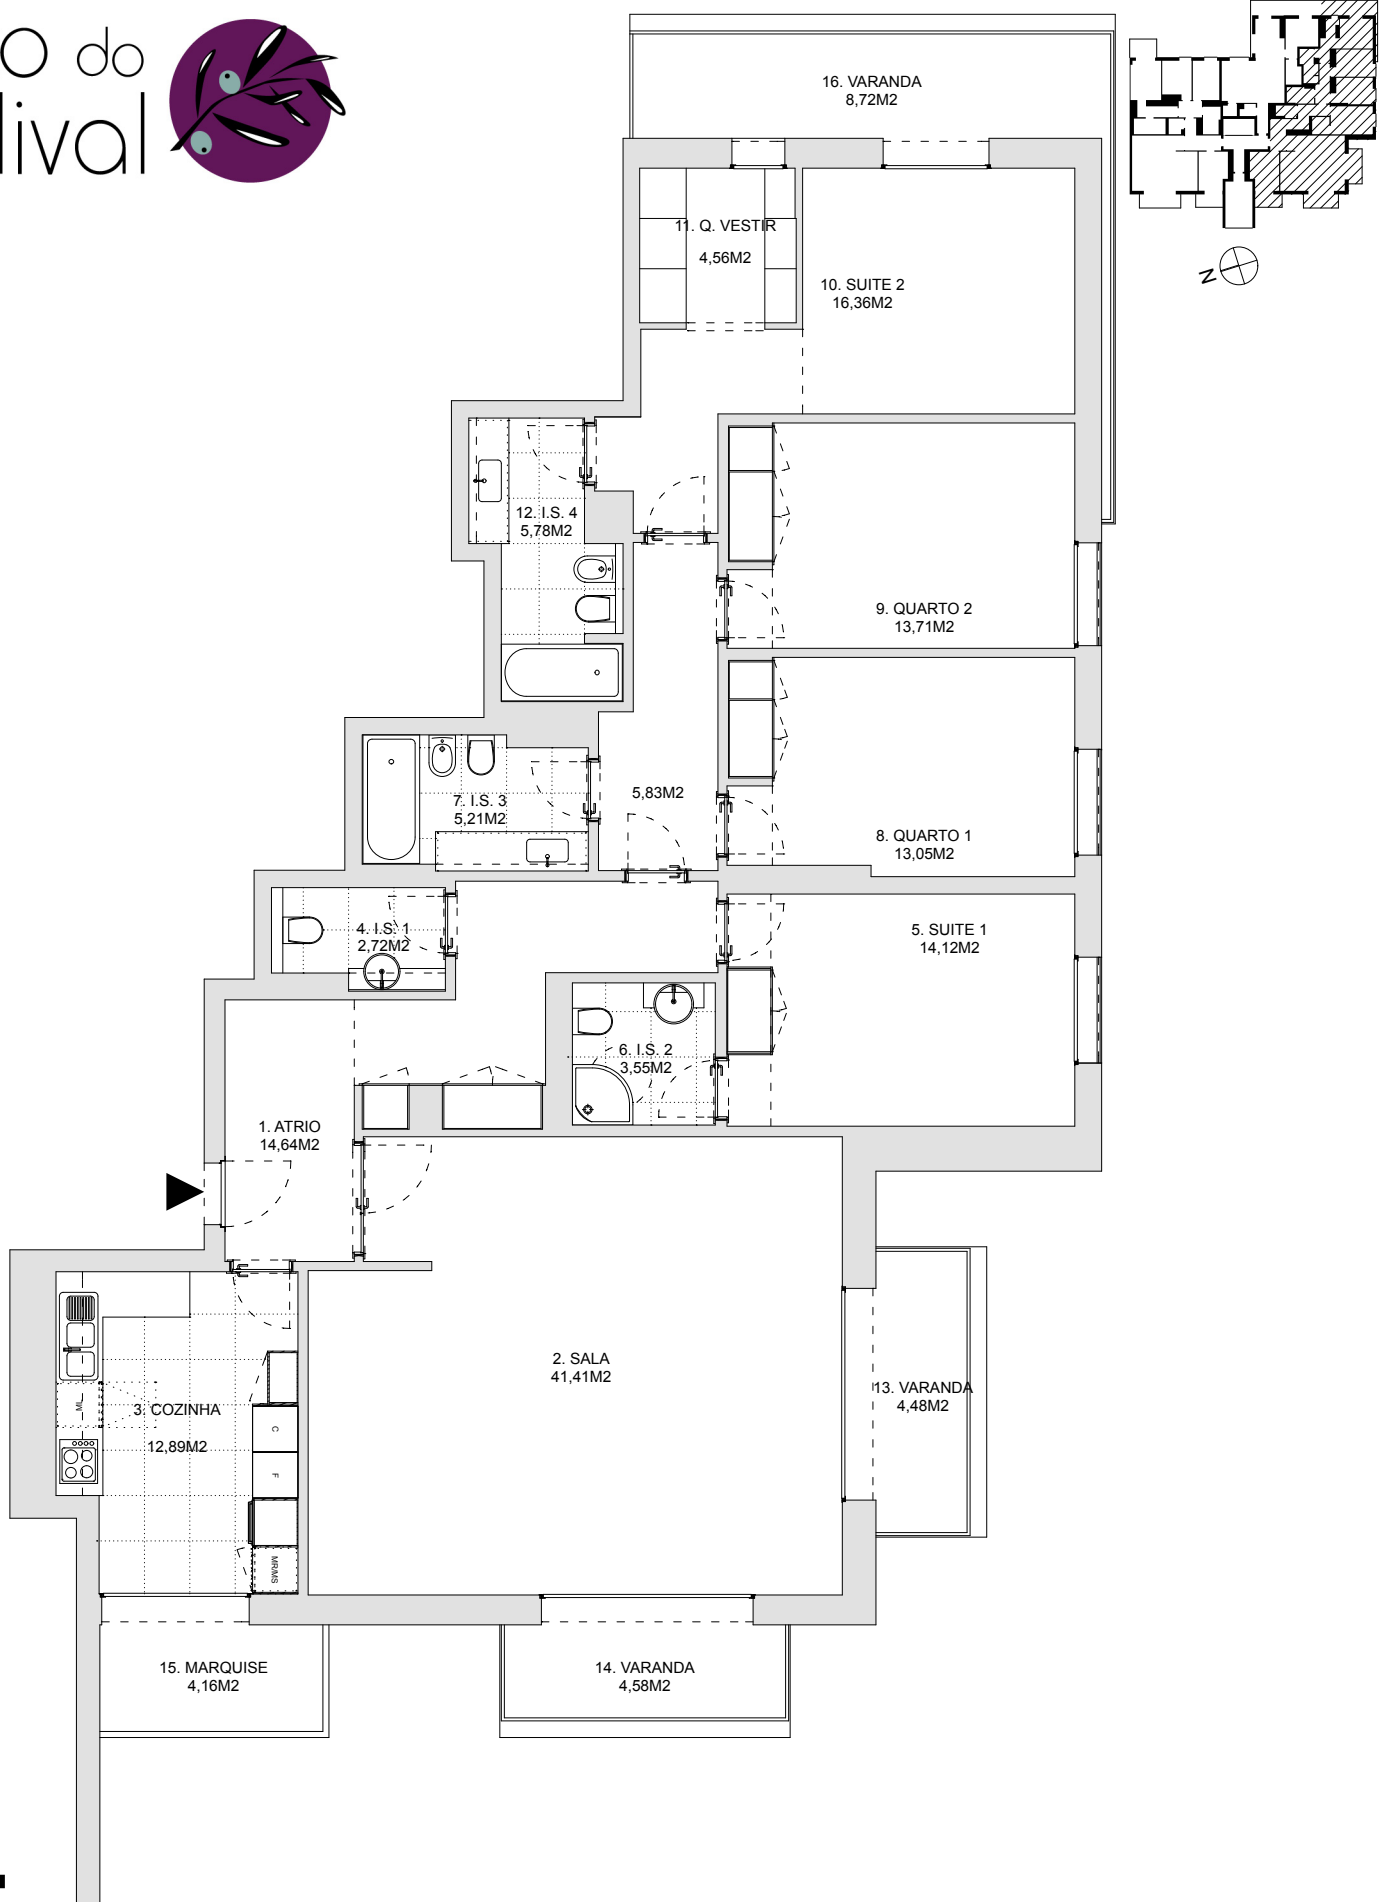 o do
lival
16. VARANDA
8,72M2
11. Q. VESTIR
4,56M2
10. SUITE 2
16,36M2
N
12. I.S. 4
5,78M2
9. QUARTO 2
13,71M2
5,83M2
7. I.S. 3
5,21M2
8. QUARTO 1
13,05M2
4. I.S. 1
2,72M2
5. SUITE 1
14,12M2
6. I.S. 2
3,55M2
1. ATRIO
14,64M2
2. SALA
41,41M2
13. VARANDA
4,48M2
ML
3. COZINHA
12,89M2
C
F
MR/MS
15. MARQUISE
4,16M2
14. VARANDA
4,58M2